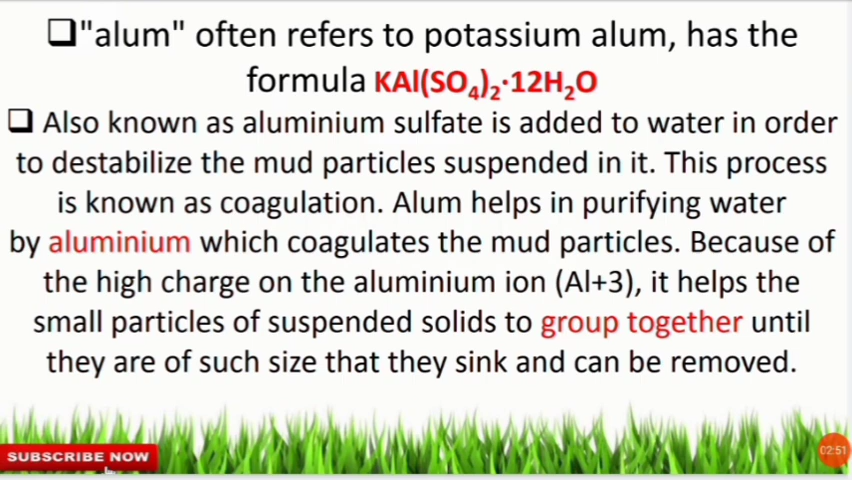 ❑"alum" often refers to potassium alum, has the
formula KAl(SO₄)₂·12H₂O
❑ Also known as aluminium sulfate is added to water in order
to destabilize the mud particles suspended in it. This process
is known as coagulation. Alum helps in purifying water
by aluminium which coagulates the mud particles. Because of
the high charge on the aluminium ion (Al+3), it helps the
small particles of suspended solids to group together until
they are of such size that they sink and can be removed.
SUBSCRIBE NOW
02:51